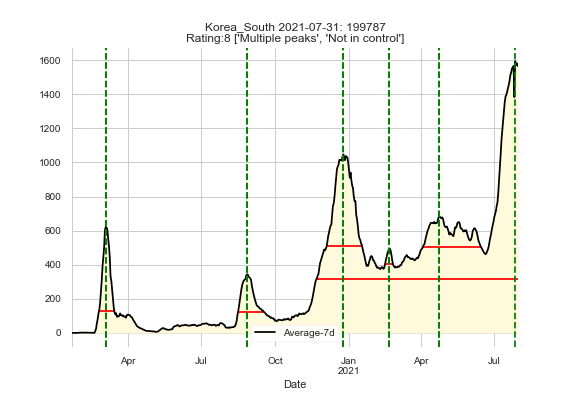 Korea_South 2021-07-31: 199787
Rating:8 ['Multiple peaks', 'Not in control']
1600
1400
1200
1000
800
600
400
200
0
Average-7d
Apr
Jul
Oct
Jan
2021
Apr
Jul
Date